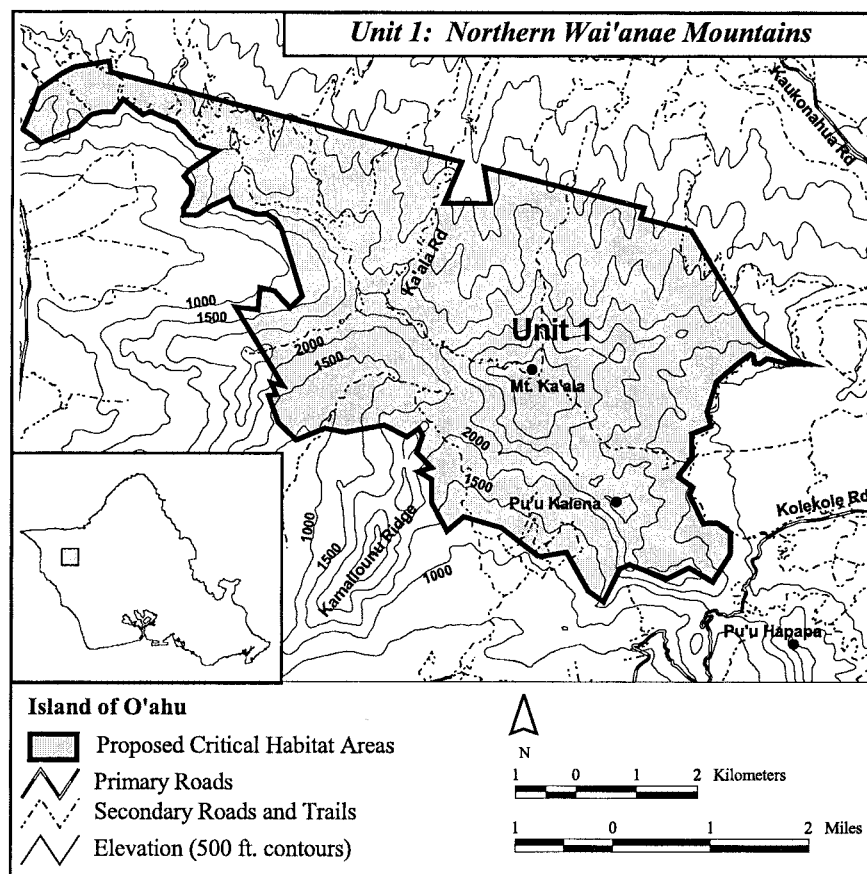 Unit 1: Northern Wai'anae Mountains
Kaukonahua Rd
Ka'ala Rd
1000
1500
2000
1500
Unit 1
Mt. Ka'ala
2000
1500
Pu'u Kalena
Kolekole Rd
1000
1500
Kamaileunu Ridge
1000
Pu'u Hapapa
Island of O'ahu
Proposed Critical Habitat Areas
Primary Roads
Secondary Roads and Trails
Elevation (500 ft. contours)
N
1 0 1 2 Kilometers
1 0 1 2 Miles